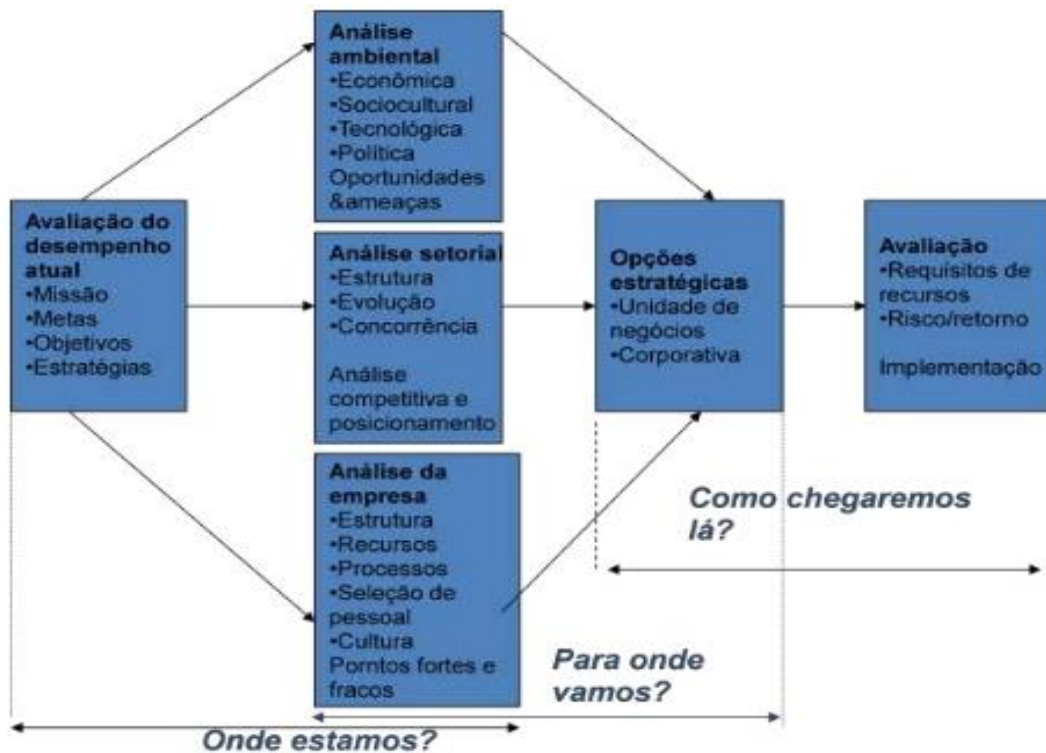 Análise
ambiental
•Econômica
•Sociocultural
•Tecnológica
•Política
Oportunidades
&ameaças
Avaliação do
desempenho
atual
•Missão
•Metas
•Objetivos
•Estratégias
Análise setorial
•Estrutura
•Evolução
•Concorrência
Análise
competitiva e
posicionamento
Análise da
empresa
•Estrutura
•Recursos
•Processos
•Seleção de
pessoal
•Cultura
Porntos fortes e
fracos
Opções
estratégicas
•Unidade de
negócios
•Corporativa
Avaliação
•Requísitos de
recursos
•Risco/retorno
Implementação
Como chegaremos
lá?
Para onde
vamos?
Onde estamos?